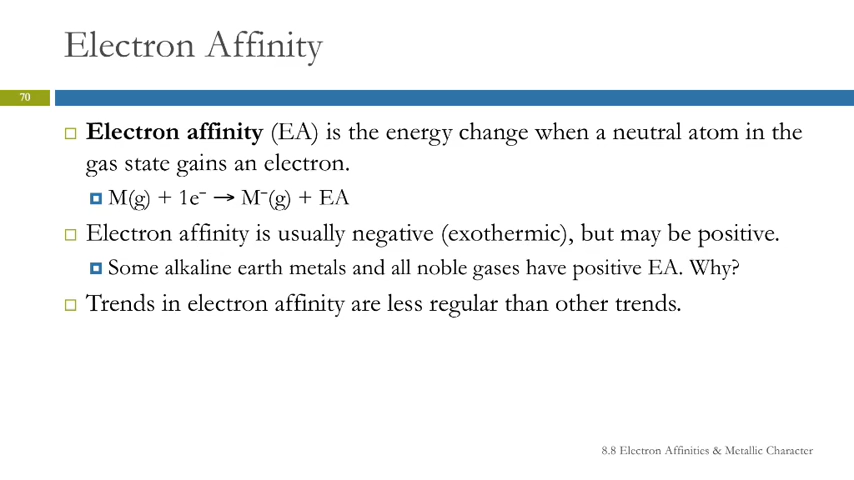 Electron Affinity
70
Electron affinity (EA) is the energy change when a neutral atom in the
gas state gains an electron.
M(g) + 1e⁻ → M⁻(g) + EA
Electron affinity is usually negative (exothermic), but may be positive.
Some alkaline earth metals and all noble gases have positive EA. Why?
Trends in electron affinity are less regular than other trends.
8.8 Electron Affinities & Metallic Character